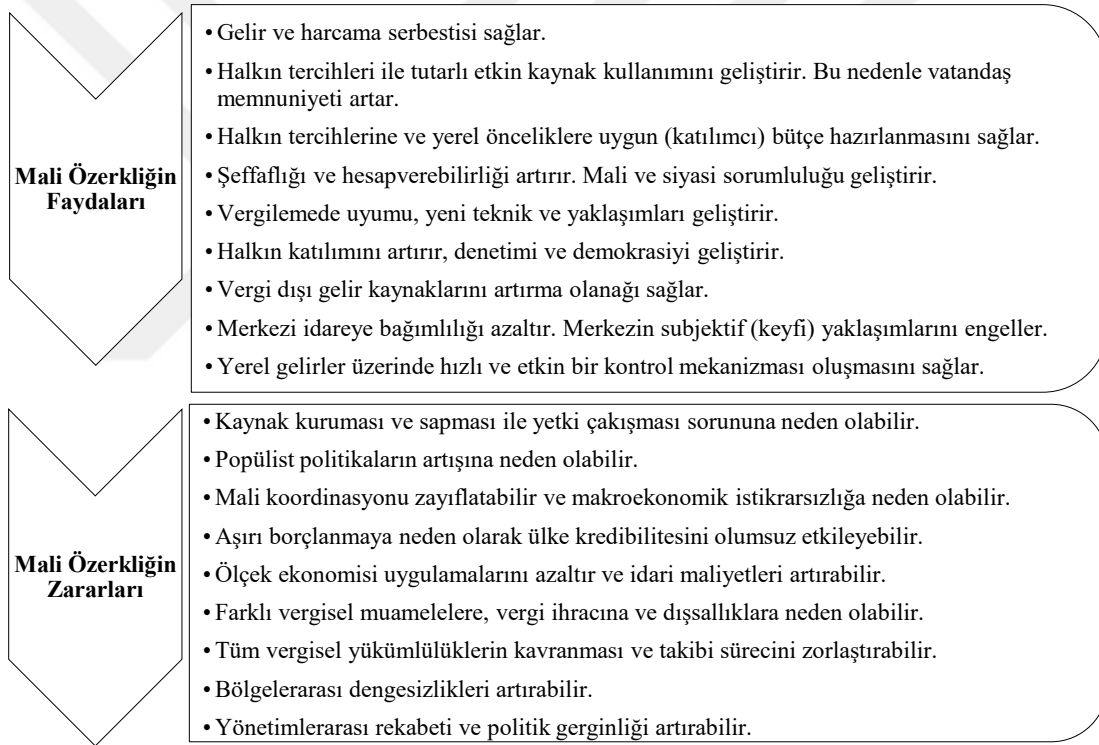 Mali Özerkliğin
Faydaları
• Gelir ve harcama serbestisi sağlar.
• Halkın tercihleri ile tutarlı etkin kaynak kullanımını geliştirir. Bu nedenle vatandaş
memnuniyeti artar.
• Halkın tercihlerine ve yerel önceliklere uygun (katılımcı) bütçe hazırlanmasını sağlar.
• Şeffaflığı ve hesapverebilirliği artırır. Mali ve siyasi sorumluluğu geliştirir.
• Vergilemede uyumu, yeni teknik ve yaklaşımları geliştirir.
• Halkın katılımını artırır, denetimi ve demokrasiyi geliştirir.
• Vergi dışı gelir kaynaklarını artırma olanağı sağlar.
• Merkezi idareye bağımlılığı azaltır. Merkezin subjektif (keyfi) yaklaşımlarını engeller.
• Yerel gelirler üzerinde hızlı ve etkin bir kontrol mekanizması oluşmasını sağlar.
Mali Özerkliğin
Zararları
• Kaynak kuruması ve sapması ile yetki çakışması sorununa neden olabilir.
• Popülist politikaların artışına neden olabilir.
• Mali koordinasyonu zayıflatabilir ve makroekonomik istikrarsızlığa neden olabilir.
• Aşırı borçlanmaya neden olarak ülke kredibilitesini olumsuz etkileyebilir.
• Ölçek ekonomisi uygulamalarını azaltır ve idari maliyetleri artırabilir.
• Farklı vergisel muamelelere, vergi ihracına ve dışsallıklara neden olabilir.
• Tüm vergisel yükümlülüklerin kavranması ve takibi sürecini zorlaştırabilir.
• Bölgelerarası dengesizlikleri artırabilir.
• Yönetimlerarası rekabeti ve politik gerginliği artırabilir.